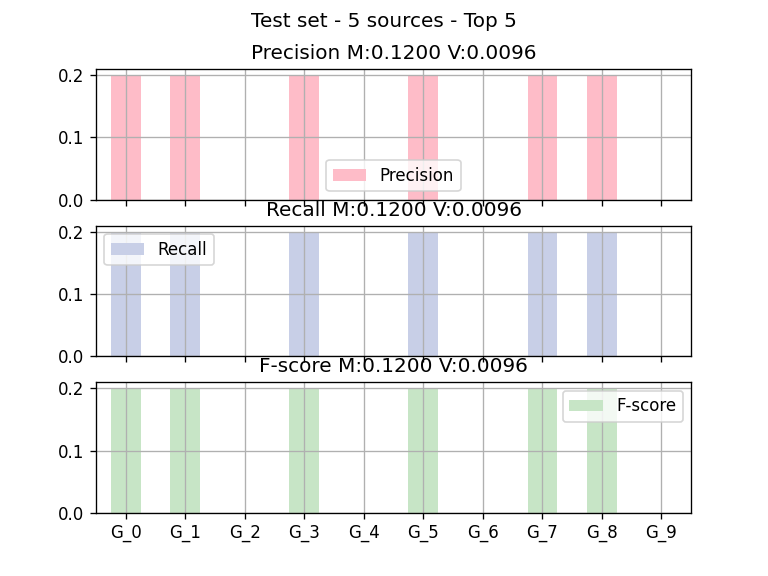 Test set - 5 sources - Top 5
Precision M:0.1200 V:0.0096
0.2
0.1
0.0
Precision
Recall M:0.1200 V:0.0096
0.2
0.1
0.0
Recall
F-score M:0.1200 V:0.0096
0.2
0.1
0.0
F-score
G_0 G_1 G_2 G_3 G_4 G_5 G_6 G_7 G_8 G_9